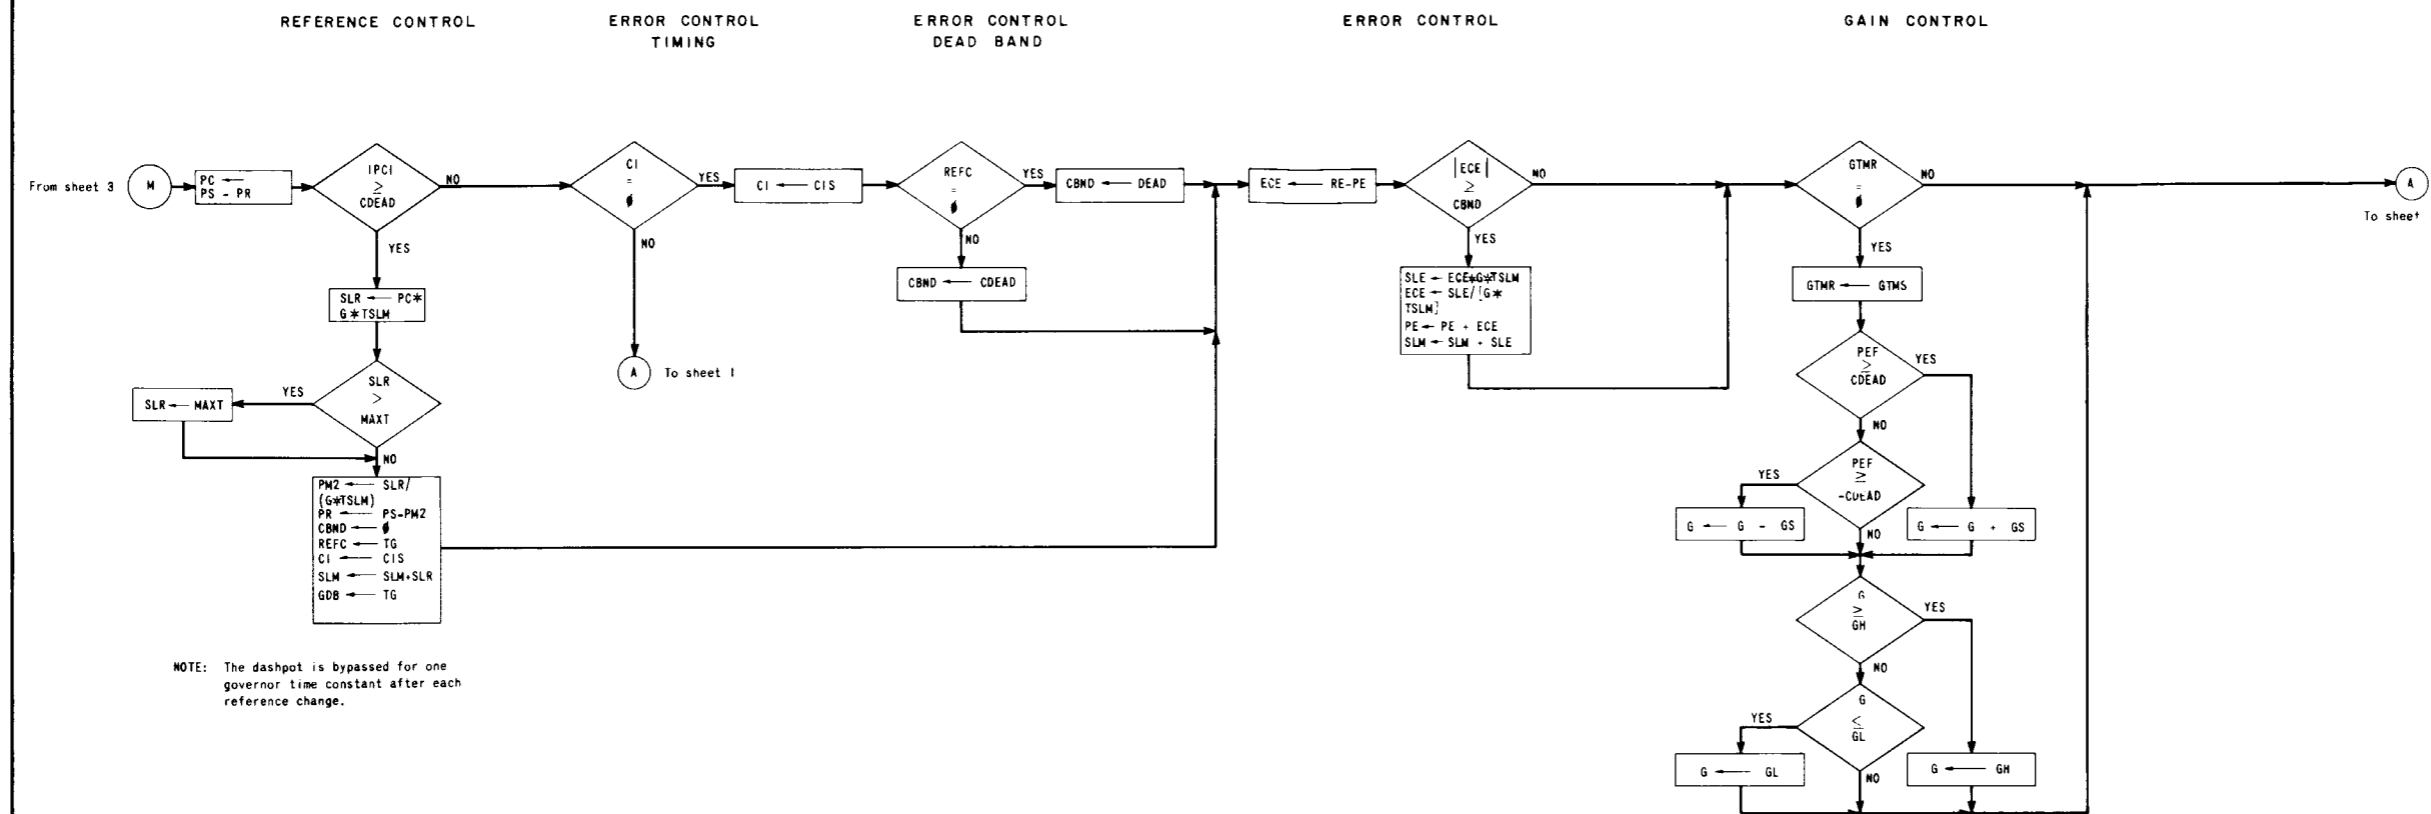 REFERENCE CONTROL
ERROR CONTROL
TIMING
ERROR CONTROL
DEAD BAND
ERROR CONTROL
GAIN CONTROL
From sheet 3
M
PC ←
PS - PR
IPCI
≥
CDEAD
NO
YES
SLR ← PC*
G*TSLM
SLR
>
MAXT
YES
SLR ← MAXT
NO
PM2 ← SLR/
(G*TSLM)
PR ← PS-PM2
CBND ← ∅
REFC ← TG
CI ← CIS
SLM ← SLM+SLR
GDB ← TG
NOTE: The dashpot is bypassed for one
governor time constant after each
reference change.
CI
=
∅
YES
NO
A
To sheet 1
CI ← CIS
REFC
=
∅
YES
NO
CBND ← DEAD
CBND ← CDEAD
ECE ← RE-PE
|ECE|
≥
CBND
NO
YES
SLE ← ECE*G*TSLM
ECE ← SLE/[G*
TSLM]
PE ← PE + ECE
SLM ← SLM + SLE
GTMR
=
∅
NO
YES
GTMR ← GTMS
PEF
≥
CDEAD
YES
NO
PEF
≥
-CDEAD
YES
NO
G ← G - GS
G ← G + GS
G
≥
GH
YES
NO
G
≤
GL
YES
NO
G ← GL
G ← GH
A
To sheet